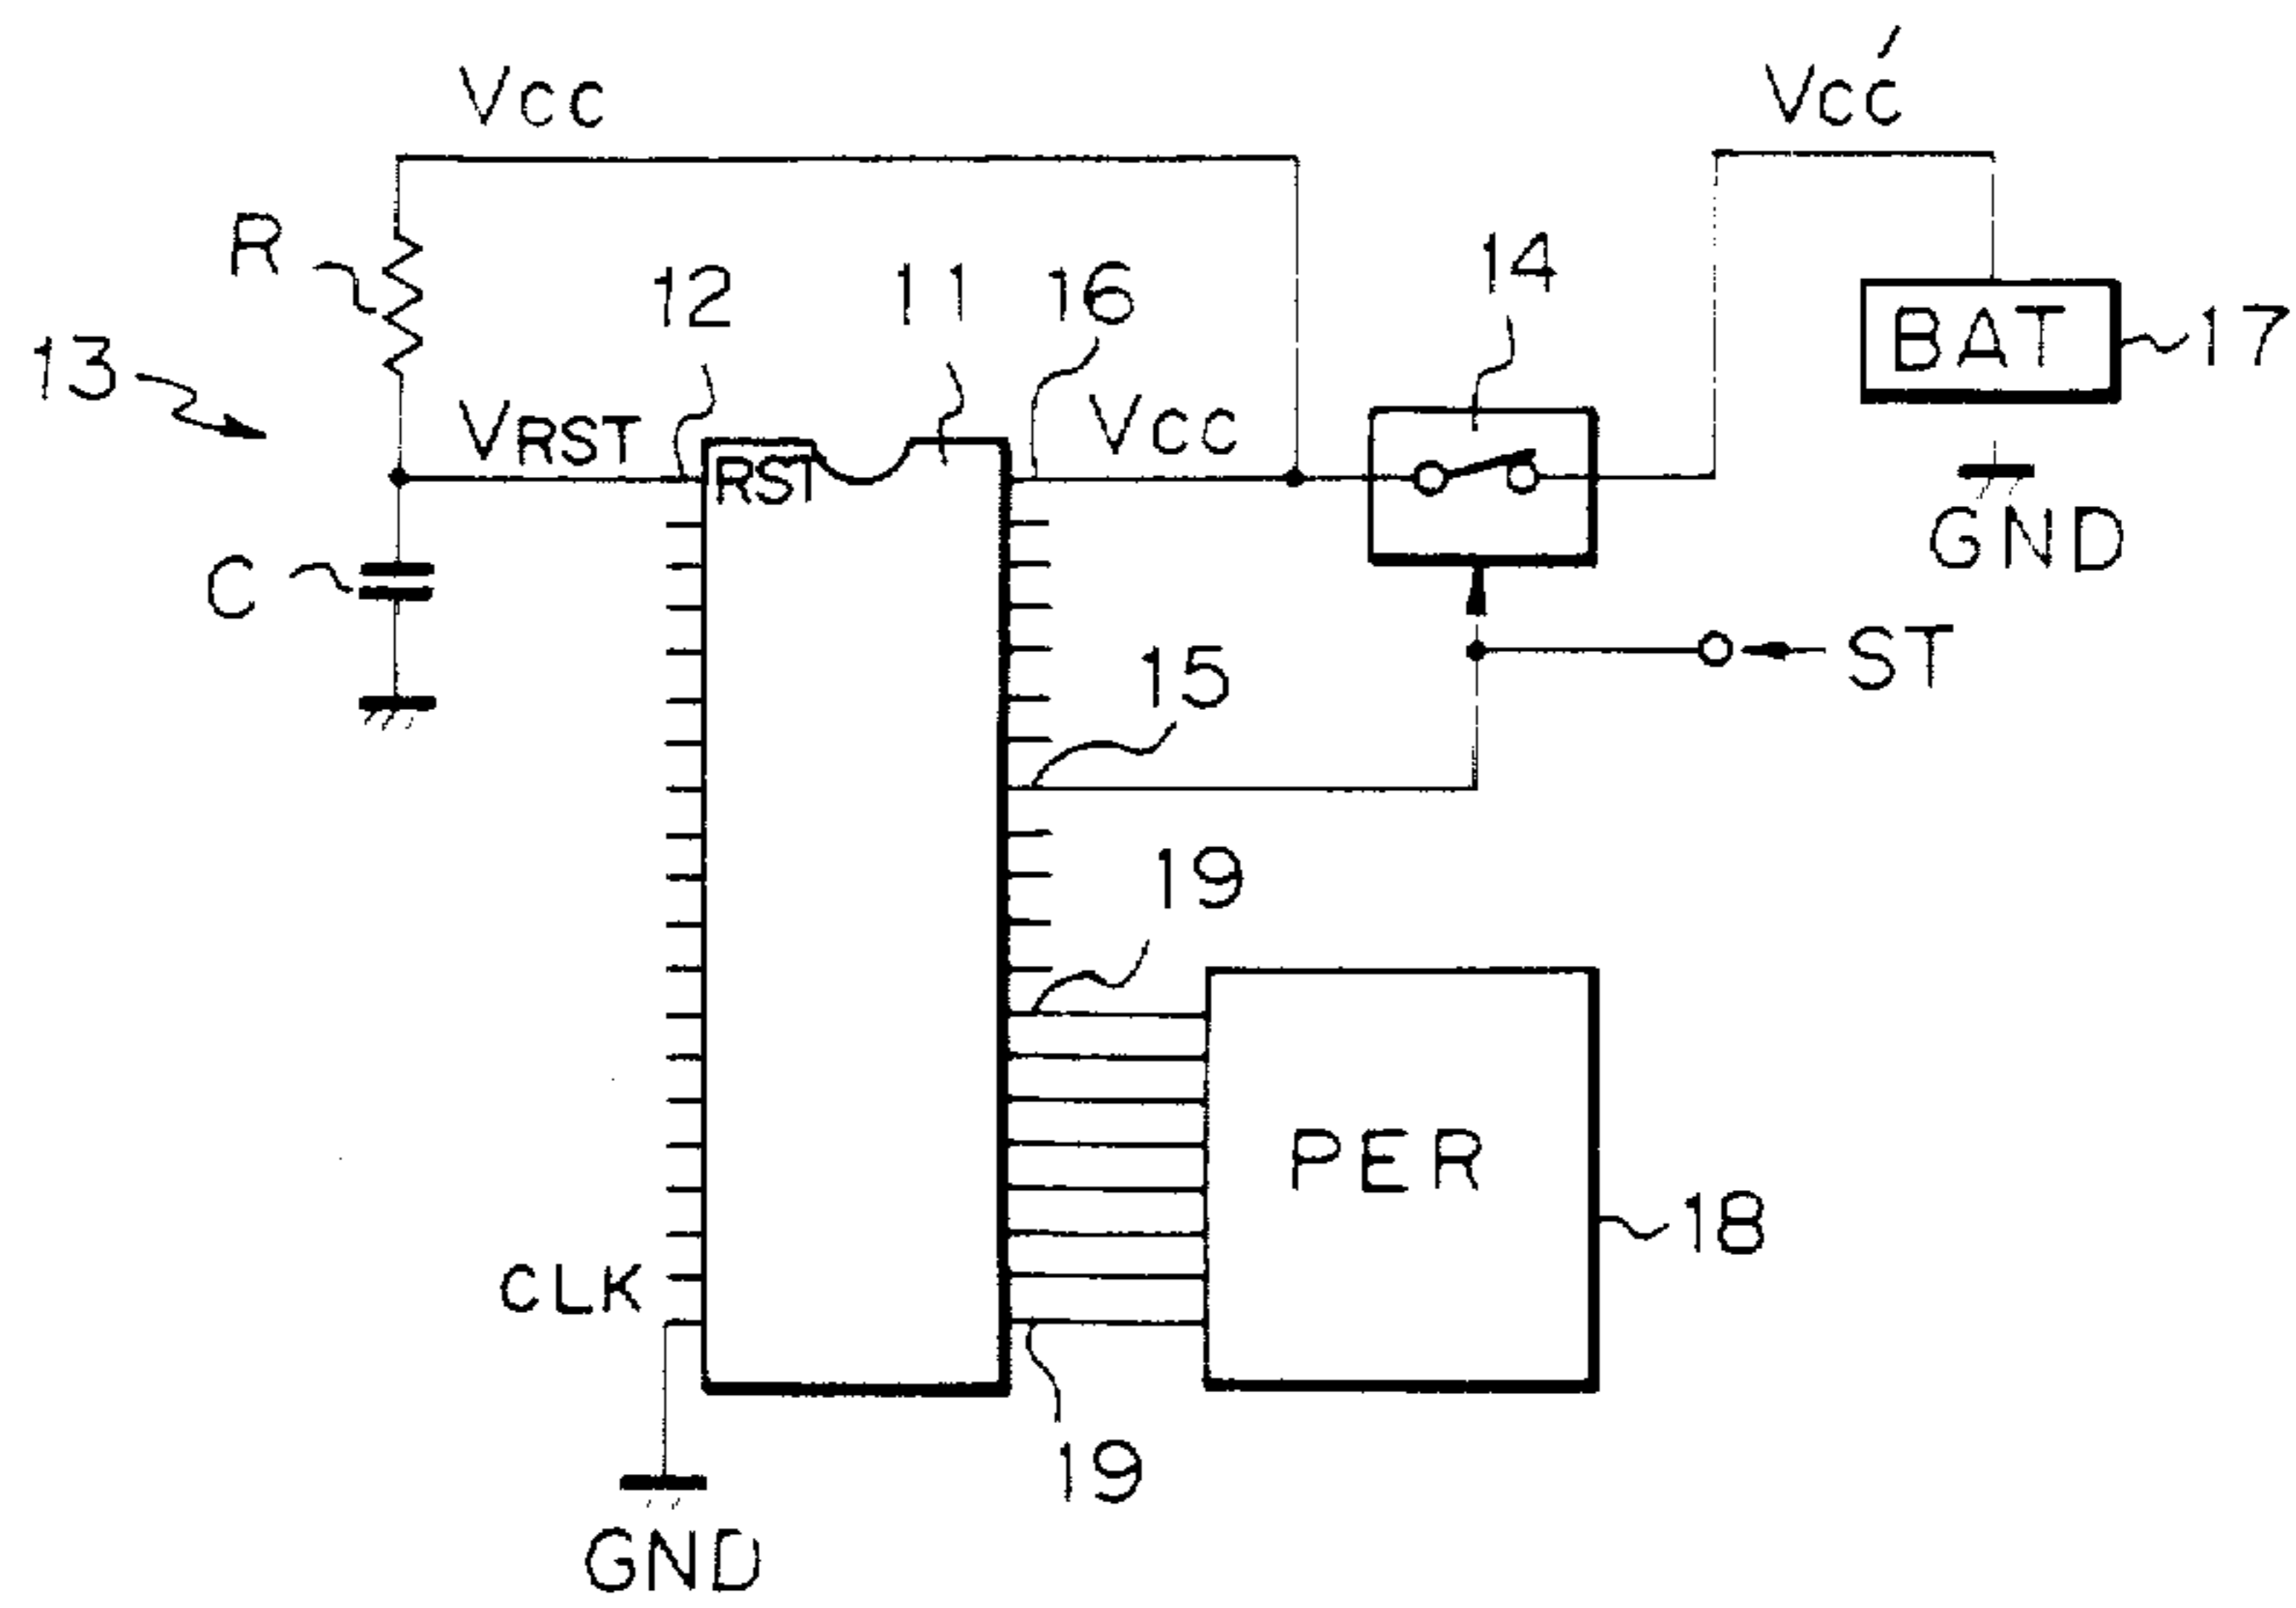 Vcc
Vcc'
R
12
11
16
14
BAT
17
13
VRST
RST
Vcc
GND
C
ST
15
19
PER
18
CLK
19
GND